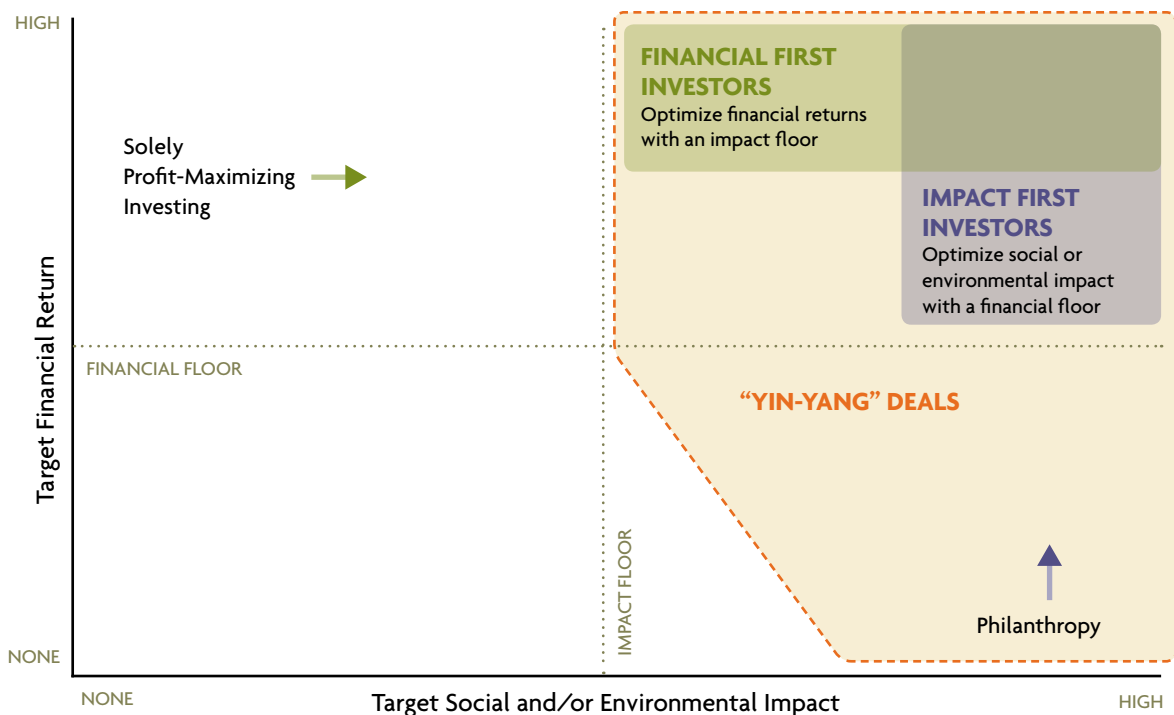 HIGH
FINANCIAL FIRST
INVESTORS
Optimize financial returns
with an impact floor
Solely
Profit-Maximizing
Investing
IMPACT FIRST
INVESTORS
Optimize social or
environmental impact
with a financial floor
Target Financial Return
FINANCIAL FLOOR
“YIN-YANG” DEALS
IMPACT FLOOR
Philanthropy
NONE
NONE
Target Social and/or Environmental Impact
HIGH